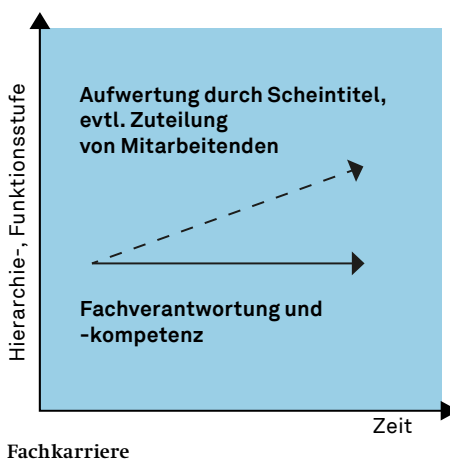 Aufwertung durch Scheintitel,
evtl. Zuteilung
von Mitarbeitenden
Fachverantwortung und
-kompetenz
Hierarchie-, Funktionsstufe
Zeit
Fachkarriere